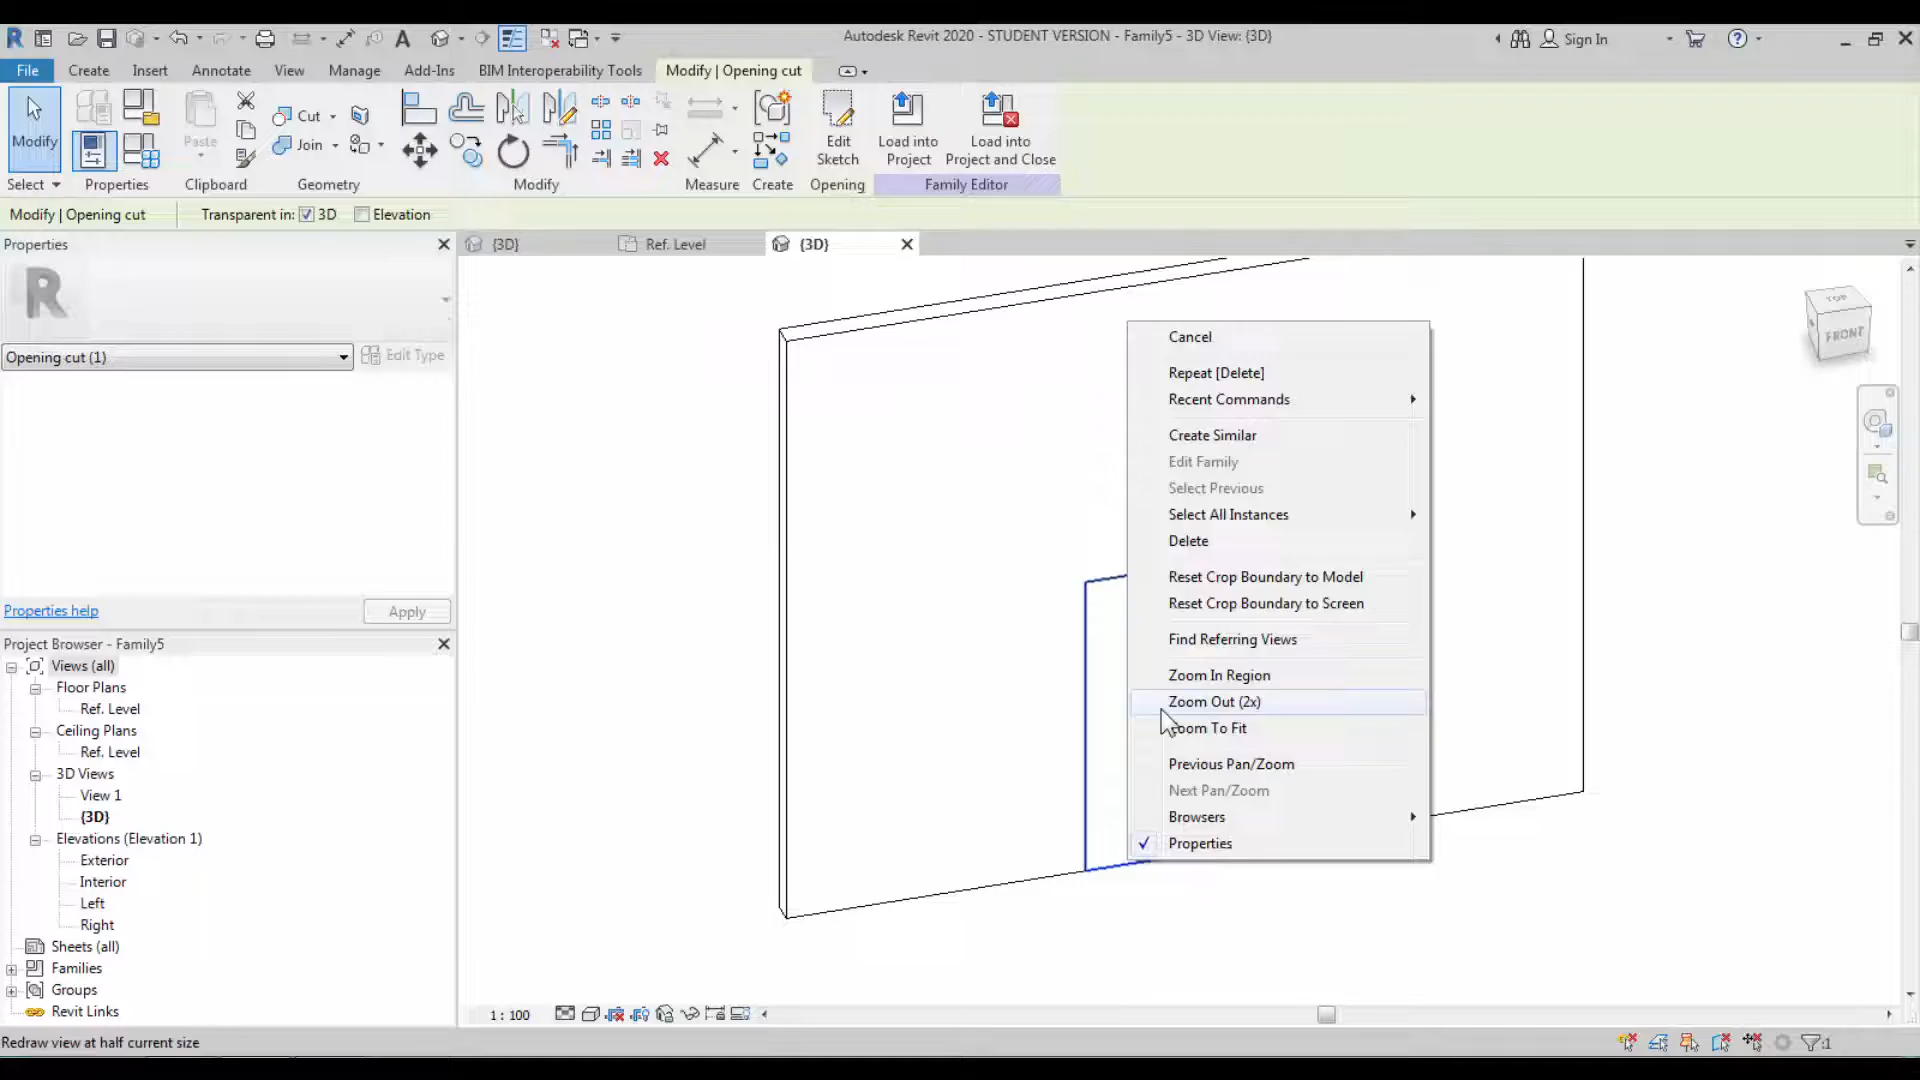 Autodesk Revit 2020 - STUDENT VERSION - Family5 - 3D View: {3D}
Sign In
File
Create
Insert
Annotate
View
Manage
Add-Ins
BIM Interoperability Tools
Modify | Opening cut
Modify
Paste
Cut
Join
Edit
Sketch
Load into
Project
Load into
Project and Close
Select
Properties
Clipboard
Geometry
Modify
Measure
Create
Opening
Family Editor
Modify | Opening cut
Transparent in:
3D
Elevation
Properties
{3D}
Ref. Level
{3D}
R
Opening cut (1)
Edit Type
Properties help
Apply
Project Browser - Family5
Views (all)
Floor Plans
Ref. Level
Ceiling Plans
Ref. Level
3D Views
View 1
{3D}
Elevations (Elevation 1)
Exterior
Interior
Left
Right
Sheets (all)
Families
Groups
Revit Links
Cancel
Repeat [Delete]
Recent Commands
Create Similar
Edit Family
Select Previous
Select All Instances
Delete
Reset Crop Boundary to Model
Reset Crop Boundary to Screen
Find Referring Views
Zoom In Region
Zoom Out (2x)
Zoom To Fit
Previous Pan/Zoom
Next Pan/Zoom
Browsers
Properties
TOP
FRONT
1 : 100
Redraw view at half current size
:1